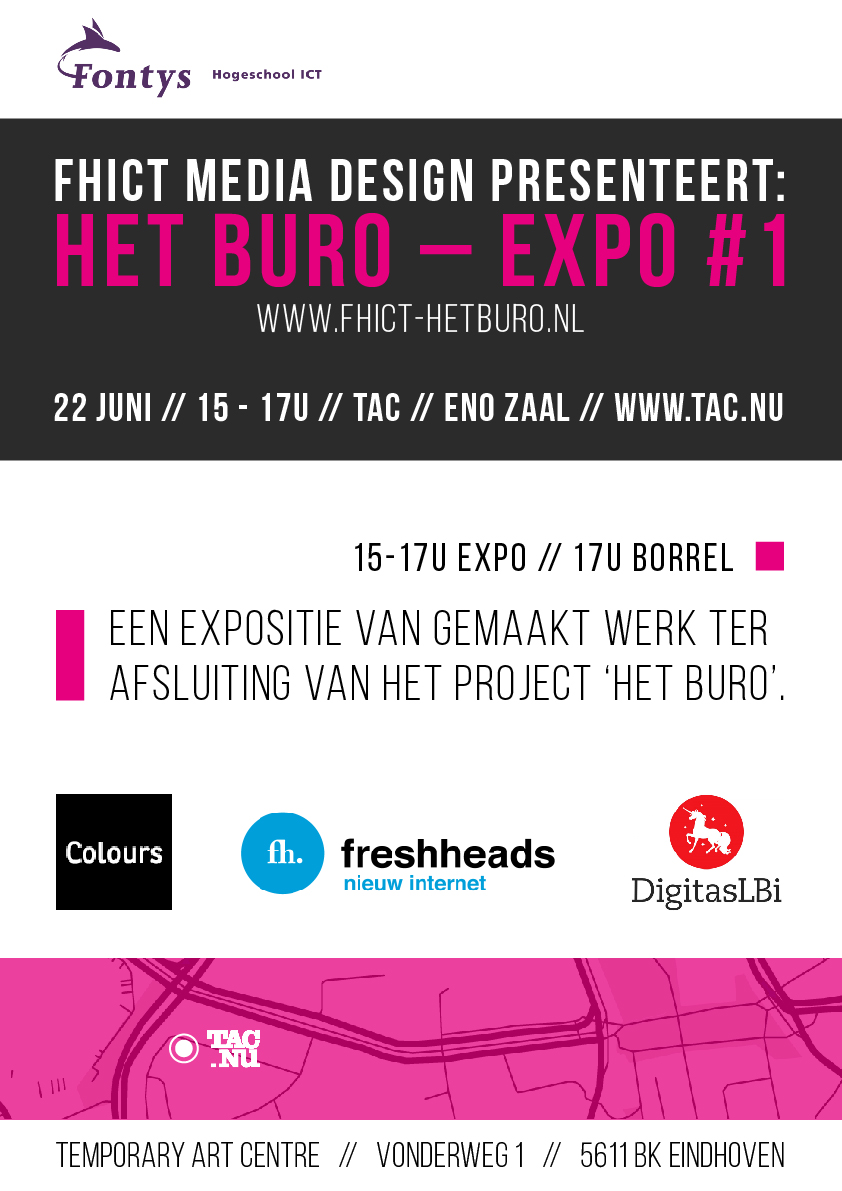 Fontys Hogeschool ICT
FHICT MEDIA DESIGN PRESENTEERT:
HET BURO – EXPO #1
WWW.FHICT-HETBURO.NL
22 JUNI // 15 - 17U // TAC // ENO ZAAL // WWW.TAC.NU
15-17U EXPO // 17U BORREL
EEN EXPOSITIE VAN GEMAAKT WERK TER
AFSLUITING VAN HET PROJECT ‘HET BURO’.
Colours
fh. freshheads
nieuw internet
DigitasLBi
TAC
.NU
TEMPORARY ART CENTRE // VONDERWEG 1 // 5611 BK EINDHOVEN